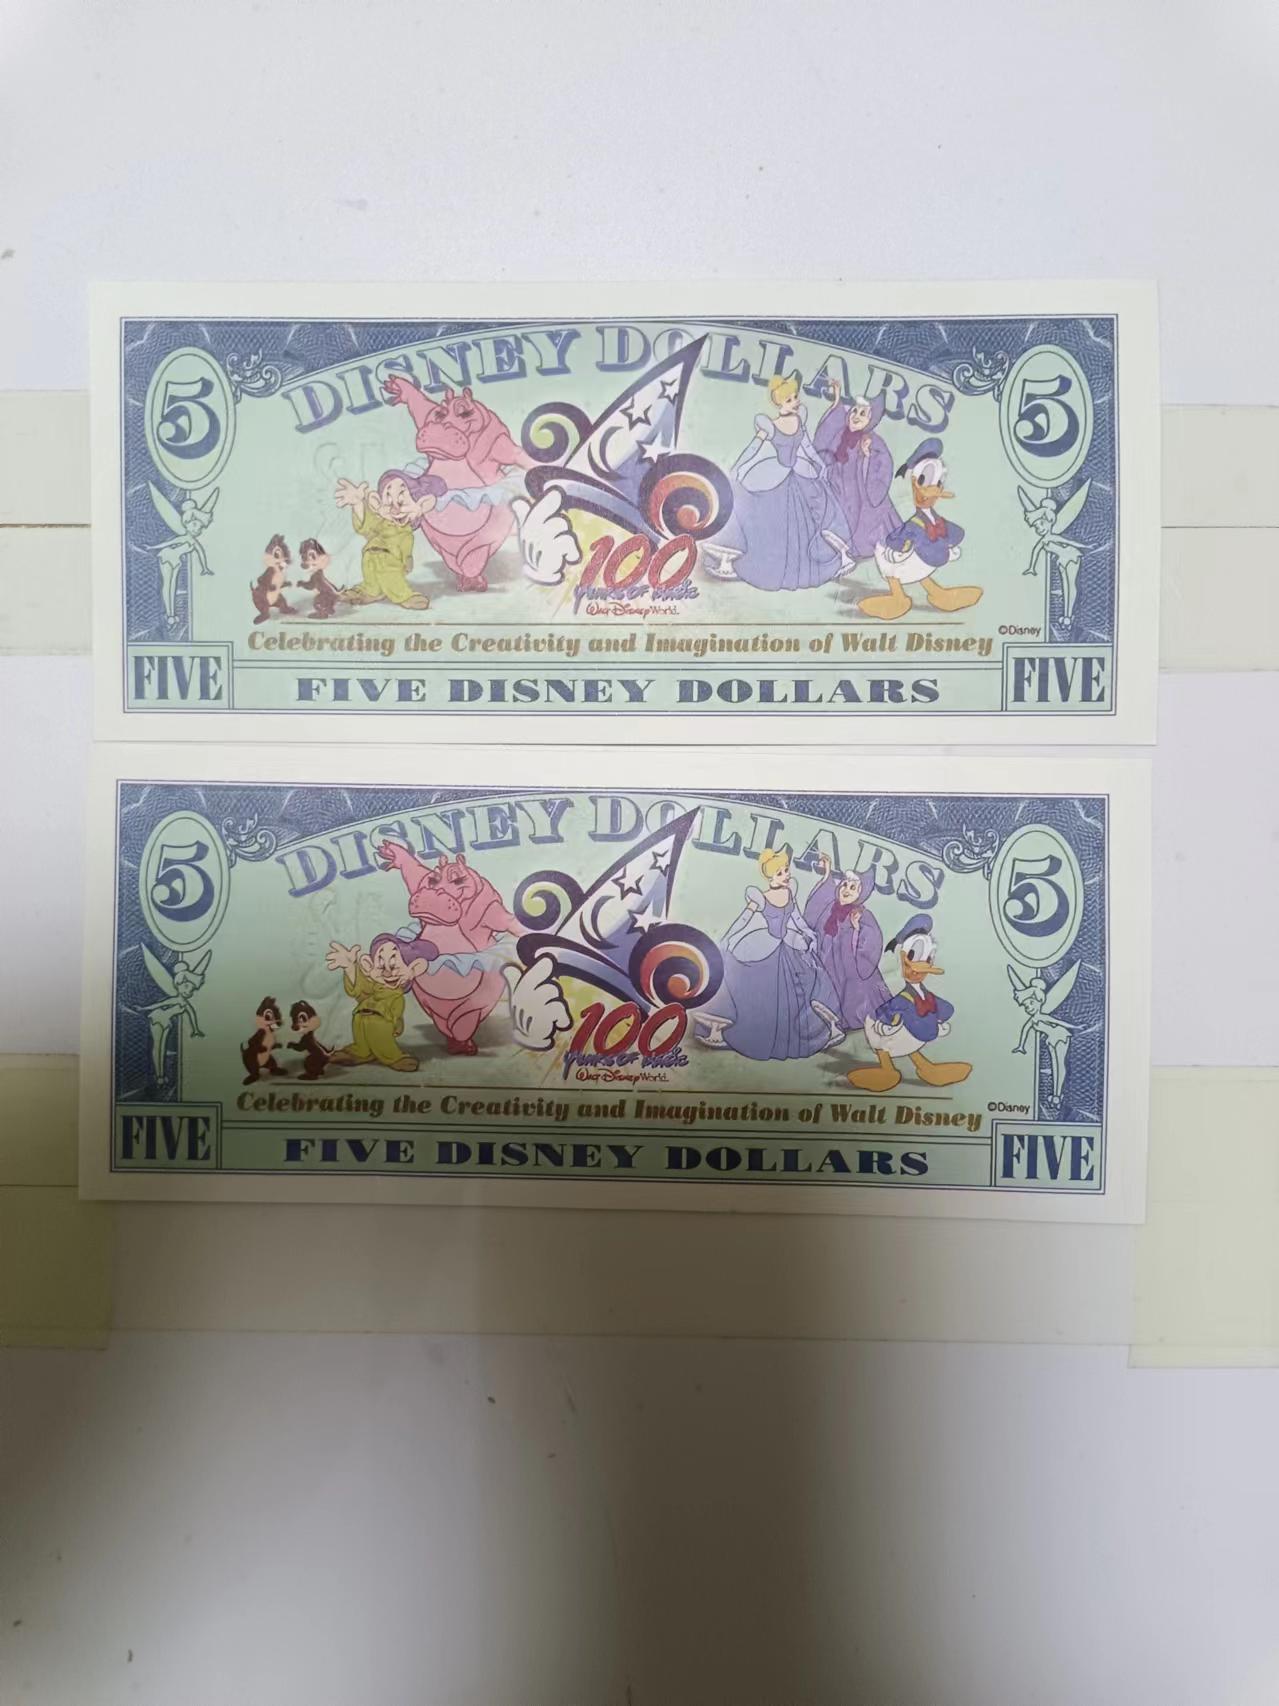 DISNEY DOLLARS
5 5
100
YEARS OF MAGIC
Walt Disney World.
©Disney
Celebrating the Creativity and Imagination of Walt Disney
FIVE FIVE DISNEY DOLLARS FIVE
DISNEY DOLLARS
5 5
100
YEARS OF MAGIC
Walt Disney World.
©Disney
Celebrating the Creativity and Imagination of Walt Disney
FIVE FIVE DISNEY DOLLARS FIVE